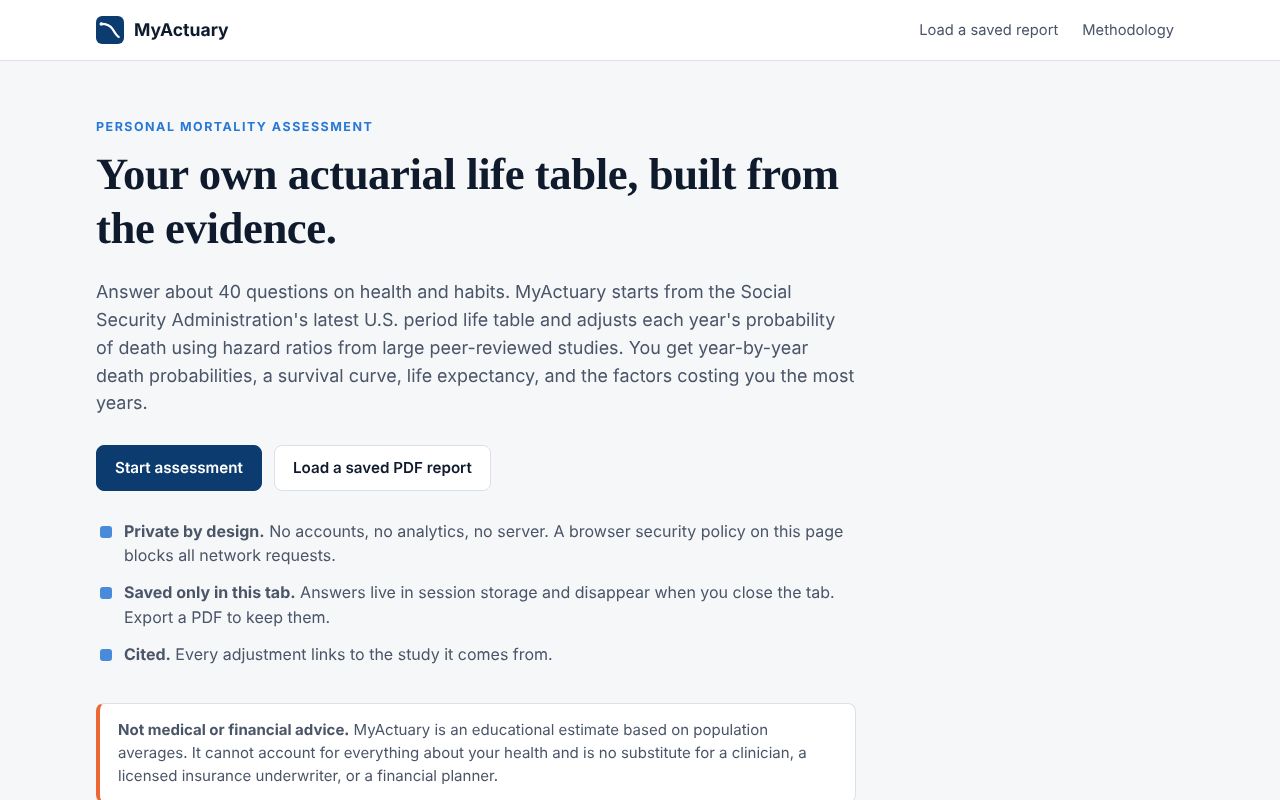 MyActuary
Load a saved report
Methodology
PERSONAL MORTALITY ASSESSMENT
Your own actuarial life table, built from
the evidence.
Answer about 40 questions on health and habits. MyActuary starts from the Social
Security Administration's latest U.S. period life table and adjusts each year's probability
of death using hazard ratios from large peer-reviewed studies. You get year-by-year
death probabilities, a survival curve, life expectancy, and the factors costing you the most
years.
Start assessment
Load a saved PDF report
Private by design. No accounts, no analytics, no server. A browser security policy on this page
blocks all network requests.
Saved only in this tab. Answers live in session storage and disappear when you close the tab.
Export a PDF to keep them.
Cited. Every adjustment links to the study it comes from.
Not medical or financial advice. MyActuary is an educational estimate based on population
averages. It cannot account for everything about your health and is no substitute for a clinician, a
licensed insurance underwriter, or a financial planner.